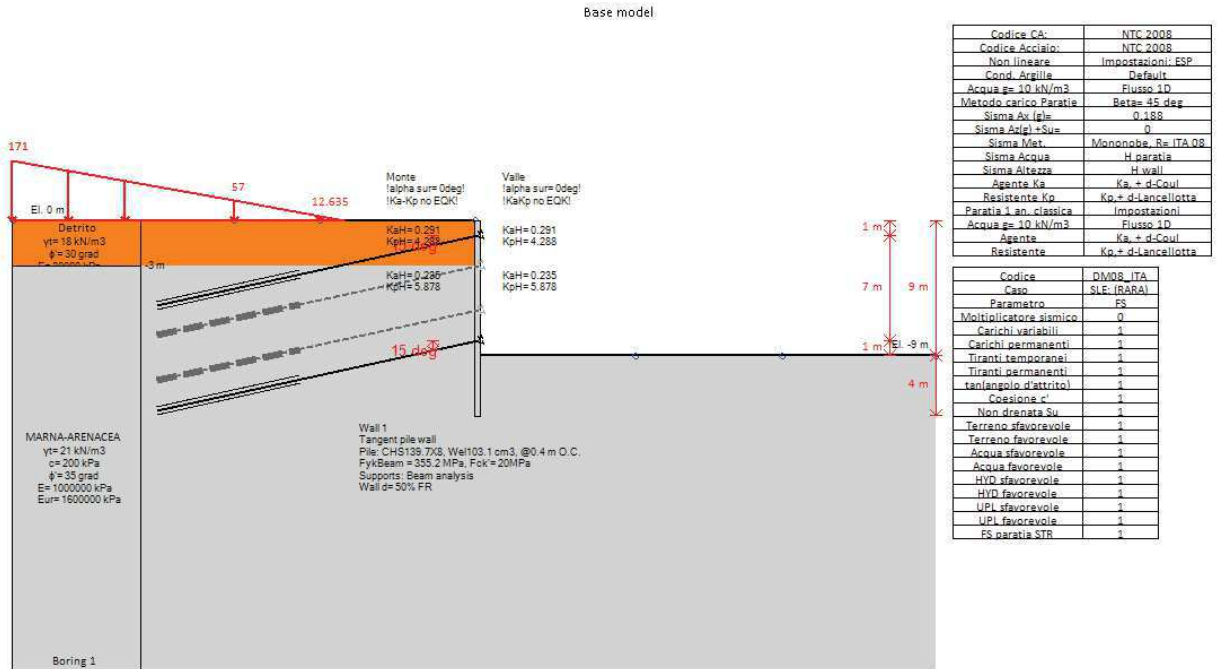 Base model
Codice CA: NTC 2008
Codice Acciaio: NTC 2008
Non lineare Impostazioni: ESP
Cond. Argille Default
Acqua g= 10 kN/m3 Flusso 1D
Metodo carico Paratie Beta= 45 deg
Sisma Ax (g)= 0.188
Sisma Az(g) +Su= 0
Sisma Met. Mononobe, R= ITA 08
Sisma Acqua H paratia
Sisma Altezza H wall
Agente Ka Ka, + d-Coul
Resistente Kp Kp,+ d-Lancellotta
Paratia 1 an. classica Impostazioni
Acqua g= 10 kN/m3 Flusso 1D
Agente Ka, + d-Coul
Resistente Kp,+ d-Lancellotta
Codice DM08_ITA
Caso SLE: (RARA)
Parametro FS
Moltiplicatore sismico 0
Carichi variabili 1
Carichi permanenti 1
Tiranti temporanei 1
Tiranti permanenti 1
tan(angolo d'attrito) 1
Coesione c' 1
Non drenata Su 1
Terreno sfavorevole 1
Terreno favorevole 1
Acqua sfavorevole 1
Acqua favorevole 1
HYD sfavorevole 1
HYD favorevole 1
UPL sfavorevole 1
UPL favorevole 1
FS paratia STR 1
171
57
12.635
El. 0 m
Detrito
γt= 18 kN/m3
ϕ'= 30 grad
-3 m
Monte
!alpha sur= 0deg!
!Ka-Kp no EQK!
KaH= 0.291
KpH= 4.288
KaH= 0.235
KpH= 5.878
Valle
!alpha sur= 0deg!
!KaKp no EQK!
KaH= 0.291
KpH= 4.288
KaH= 0.235
KpH= 5.878
15 deg
1 m
7 m
9 m
1 m
El. -9 m
4 m
MARNA-ARENACEA
γt= 21 kN/m3
c= 200 kPa
ϕ'= 35 grad
E= 1000000 kPa
Eur= 1600000 kPa
Wall 1
Tangent pile wall
Pile: CHS139.7X8, Wel103.1 cm3, @0.4 m O.C.
FykBeam = 355.2 MPa, Fck'= 20MPa
Supports: Beam analysis
Wall d= 50% FR
Boring 1